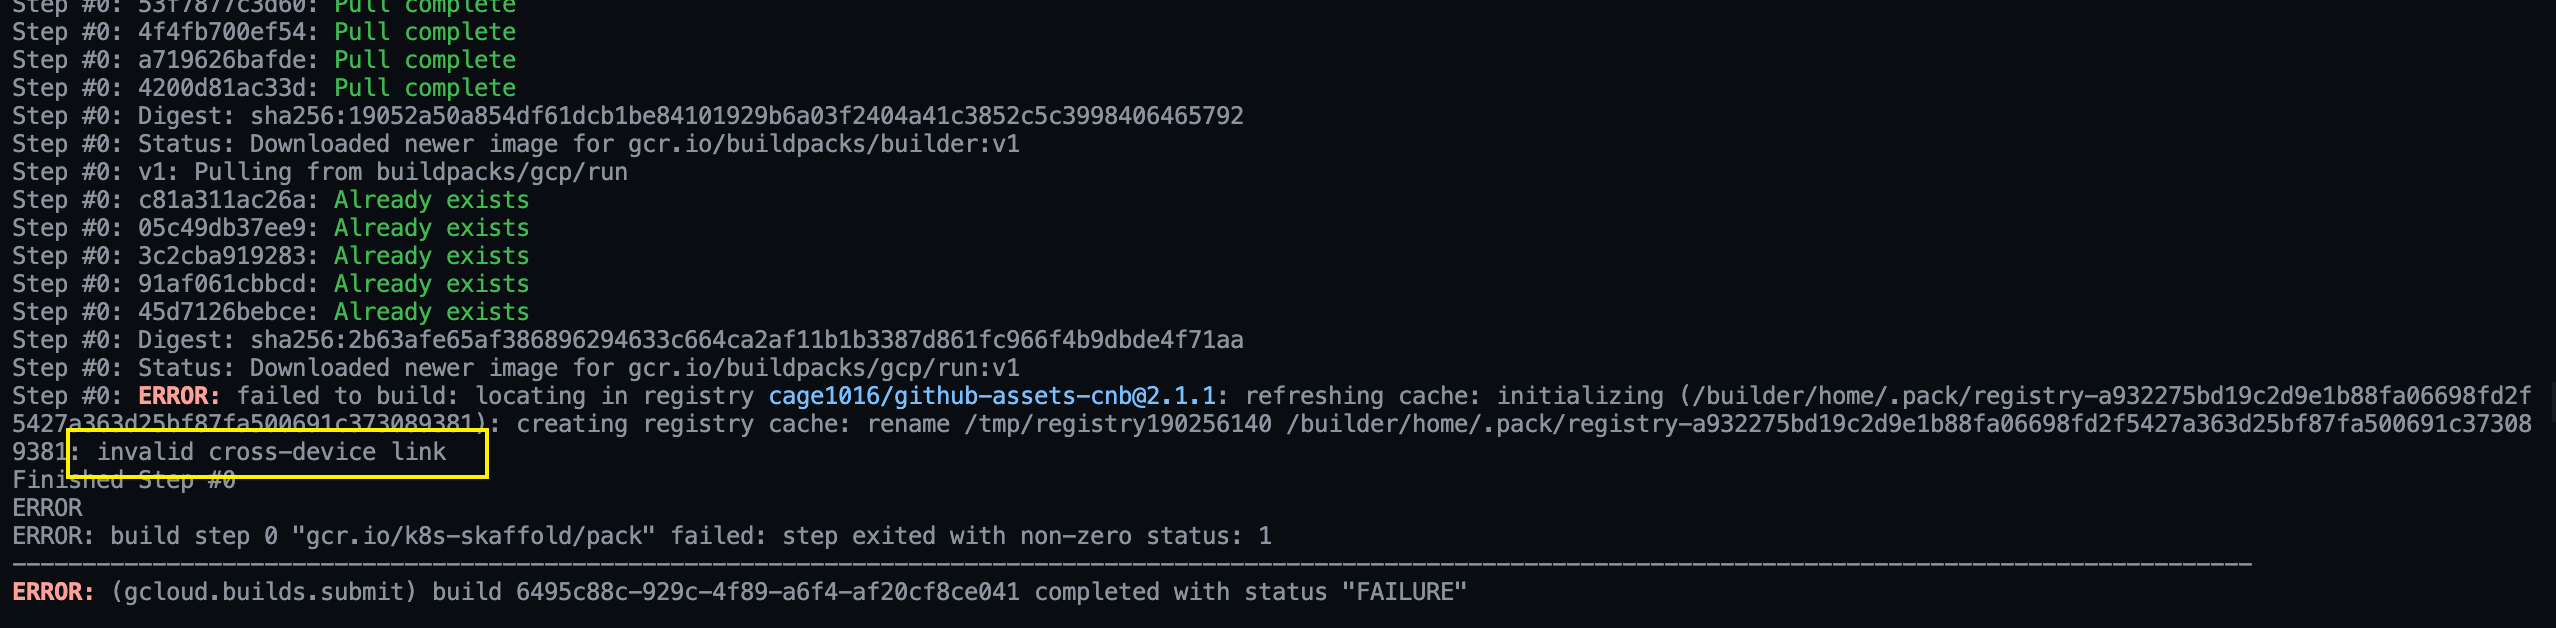 Step #0: 53f7877c3d60: Pull complete
Step #0: 4f4fb700ef54: Pull complete
Step #0: a719626bafde: Pull complete
Step #0: 4200d81ac33d: Pull complete
Step #0: Digest: sha256:19052a50a854df61dcb1be84101929b6a03f2404a41c3852c5c3998406465792
Step #0: Status: Downloaded newer image for gcr.io/buildpacks/builder:v1
Step #0: v1: Pulling from buildpacks/gcp/run
Step #0: c81a311ac26a: Already exists
Step #0: 05c49db37ee9: Already exists
Step #0: 3c2cba919283: Already exists
Step #0: 91af061cbbcd: Already exists
Step #0: 45d7126bebce: Already exists
Step #0: Digest: sha256:2b63afe65af386896294633c664ca2af11b1b3387d861fc966f4b9dbde4f71aa
Step #0: Status: Downloaded newer image for gcr.io/buildpacks/gcp/run:v1
Step #0: ERROR: failed to build: locating in registry cage1016/github-assets-cnb@2.1.1: refreshing cache: initializing (/builder/home/.pack/registry-a932275bd19c2d9e1b88fa06698fd2f
5427a363d25bf87fa500691c373089381): creating registry cache: rename /tmp/registry190256140 /builder/home/.pack/registry-a932275bd19c2d9e1b88fa06698fd2f5427a363d25bf87fa500691c37308
9381: invalid cross-device link
Finished Step #0
ERROR
ERROR: build step 0 "gcr.io/k8s-skaffold/pack" failed: step exited with non-zero status: 1
ERROR: (gcloud.builds.submit) build 6495c88c-929c-4f89-a6f4-af20cf8ce041 completed with status "FAILURE"